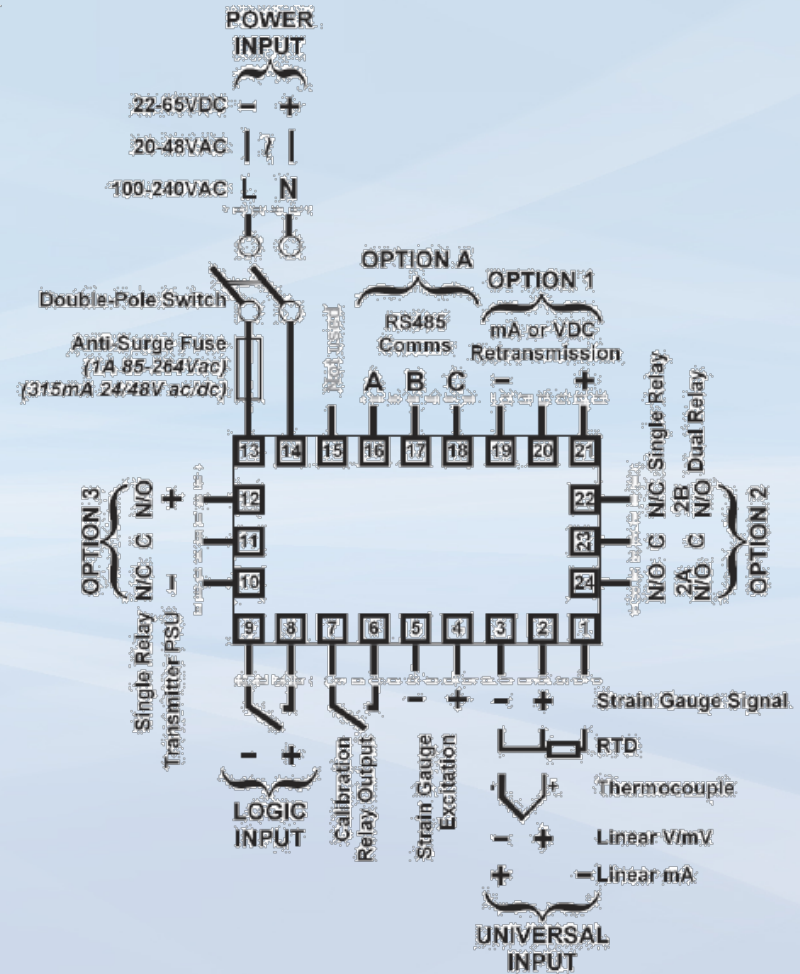 POWER
INPUT
22-65VDC - +
20-48VAC ~
100-240VAC L N
Double-Pole Switch
Anti-Surge Fuse
(1A 85-264Vac)
(315mA 24/48V ac/dc)
Not used
OPTION A
RS485
Comms
A B C
OPTION 1
mA or VDC
Retransmission
- +
13 14 15 16 17 18 19 20 21
12 22
11 23
10 24
9 8 7 6 5 4 3 2 1
OPTION 3
N/C C N/O
- +
Single Relay
Transmitter PSU
Single Relay
N/O C N/C
Dual Relay
2A N/O C 2B N/O
OPTION 2
- +
LOGIC
INPUT
Calibration
Relay Output
- +
Strain Gauge
Excitation
- + Strain Gauge Signal
RTD
- + Thermocouple
- + Linear V/mV
+ - Linear mA
UNIVERSAL
INPUT